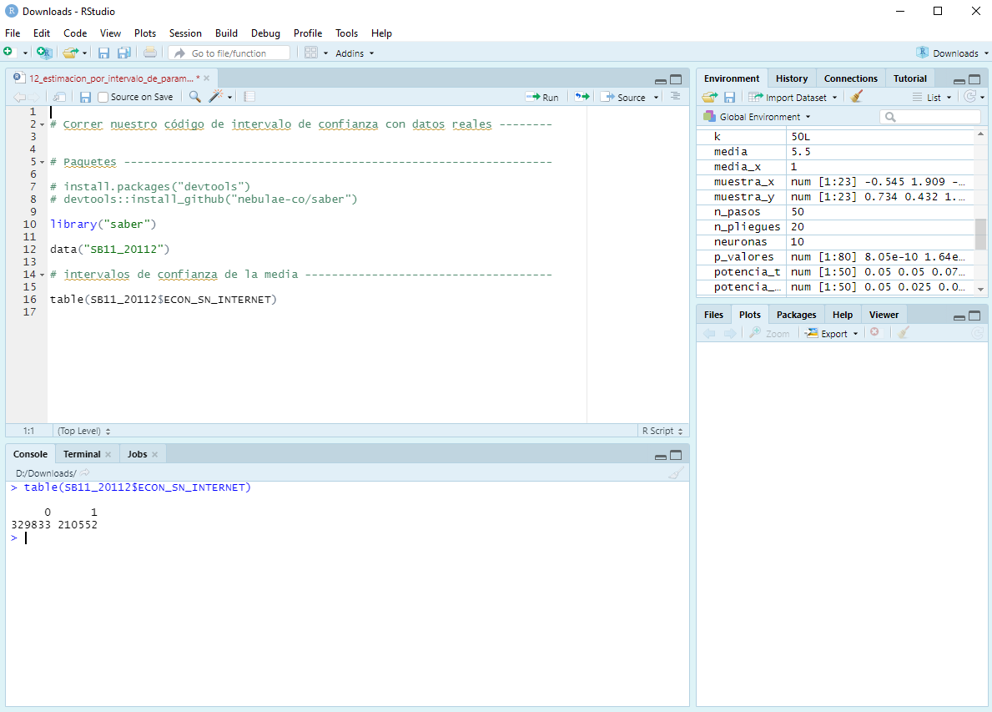 Downloads - RStudio
File Edit Code View Plots Session Build Debug Profile Tools Help
Go to file/function Addins Downloads
12_estimacion_por_intervalo_de_param... *
Source on Save Run Source
1
2 # Correr nuestro código de intervalo de confianza con datos reales --------
3
4
5 # Paquetes -----------------------------------------------------------------
6
7 # install.packages("devtools")
8 # devtools::install_github("nebulae-co/saber")
9
10 library("saber")
11
12 data("SB11_20112")
13
14 # intervalos de confianza de la media --------------------------------------
15
16 table(SB11_20112$ECON_SN_INTERNET)
17
1:1 (Top Level) R Script
Console Terminal Jobs
D:/Downloads/
> table(SB11_20112$ECON_SN_INTERNET)
0 1
329833 210552
>
Environment History Connections Tutorial
Import Dataset List
Global Environment
k 50L
media 5.5
media_x 1
muestra_x num [1:23] -0.545 1.909 -...
muestra_y num [1:23] 0.734 0.432 1...
n_pasos 50
n_pliegues 20
neuronas 10
p_valores num [1:80] 8.05e-10 1.64e...
potencia_t num [1:50] 0.05 0.05 0.07...
potencia_... num [1:50] 0.05 0.025 0.0...
Files Plots Packages Help Viewer
Zoom Export